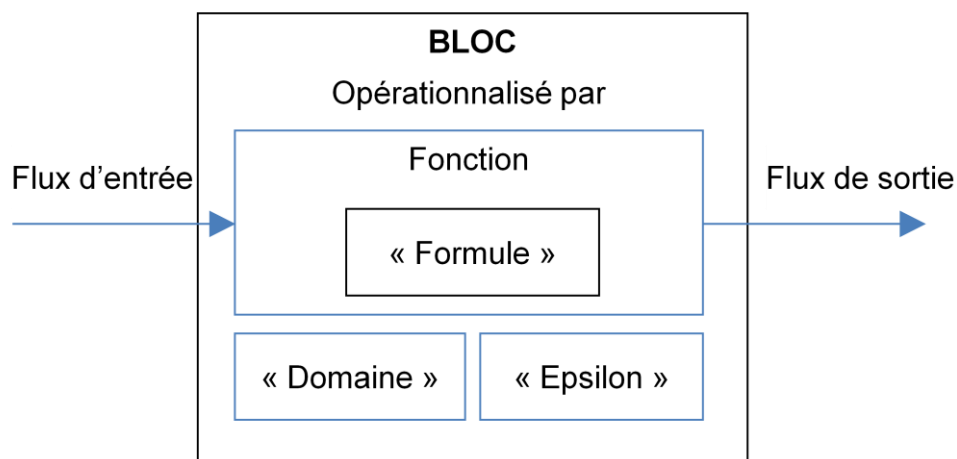 BLOC
Opérationnalisé par
Fonction
Flux d’entrée
Flux de sortie
« Formule »
« Domaine »
« Epsilon »